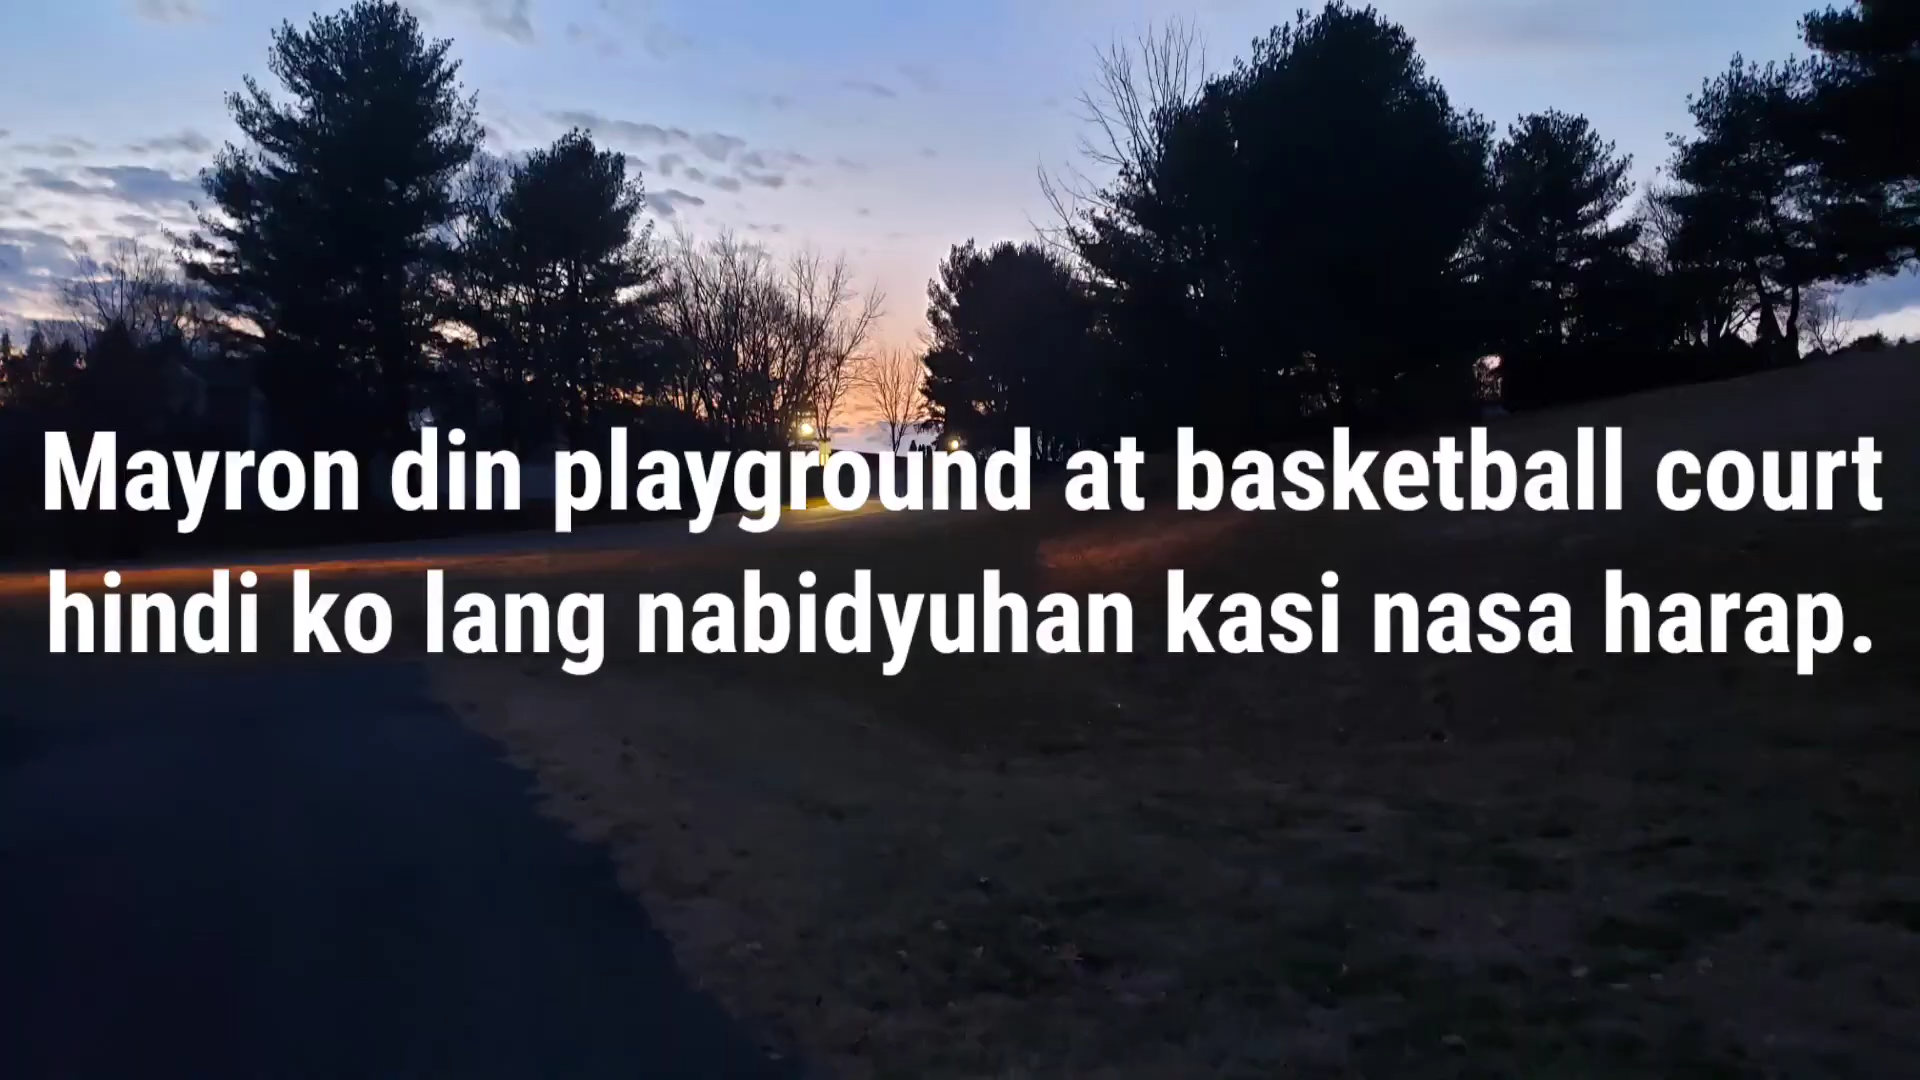 Mayron din playground at basketball court
hindi ko lang nabidyuhan kasi nasa harap.